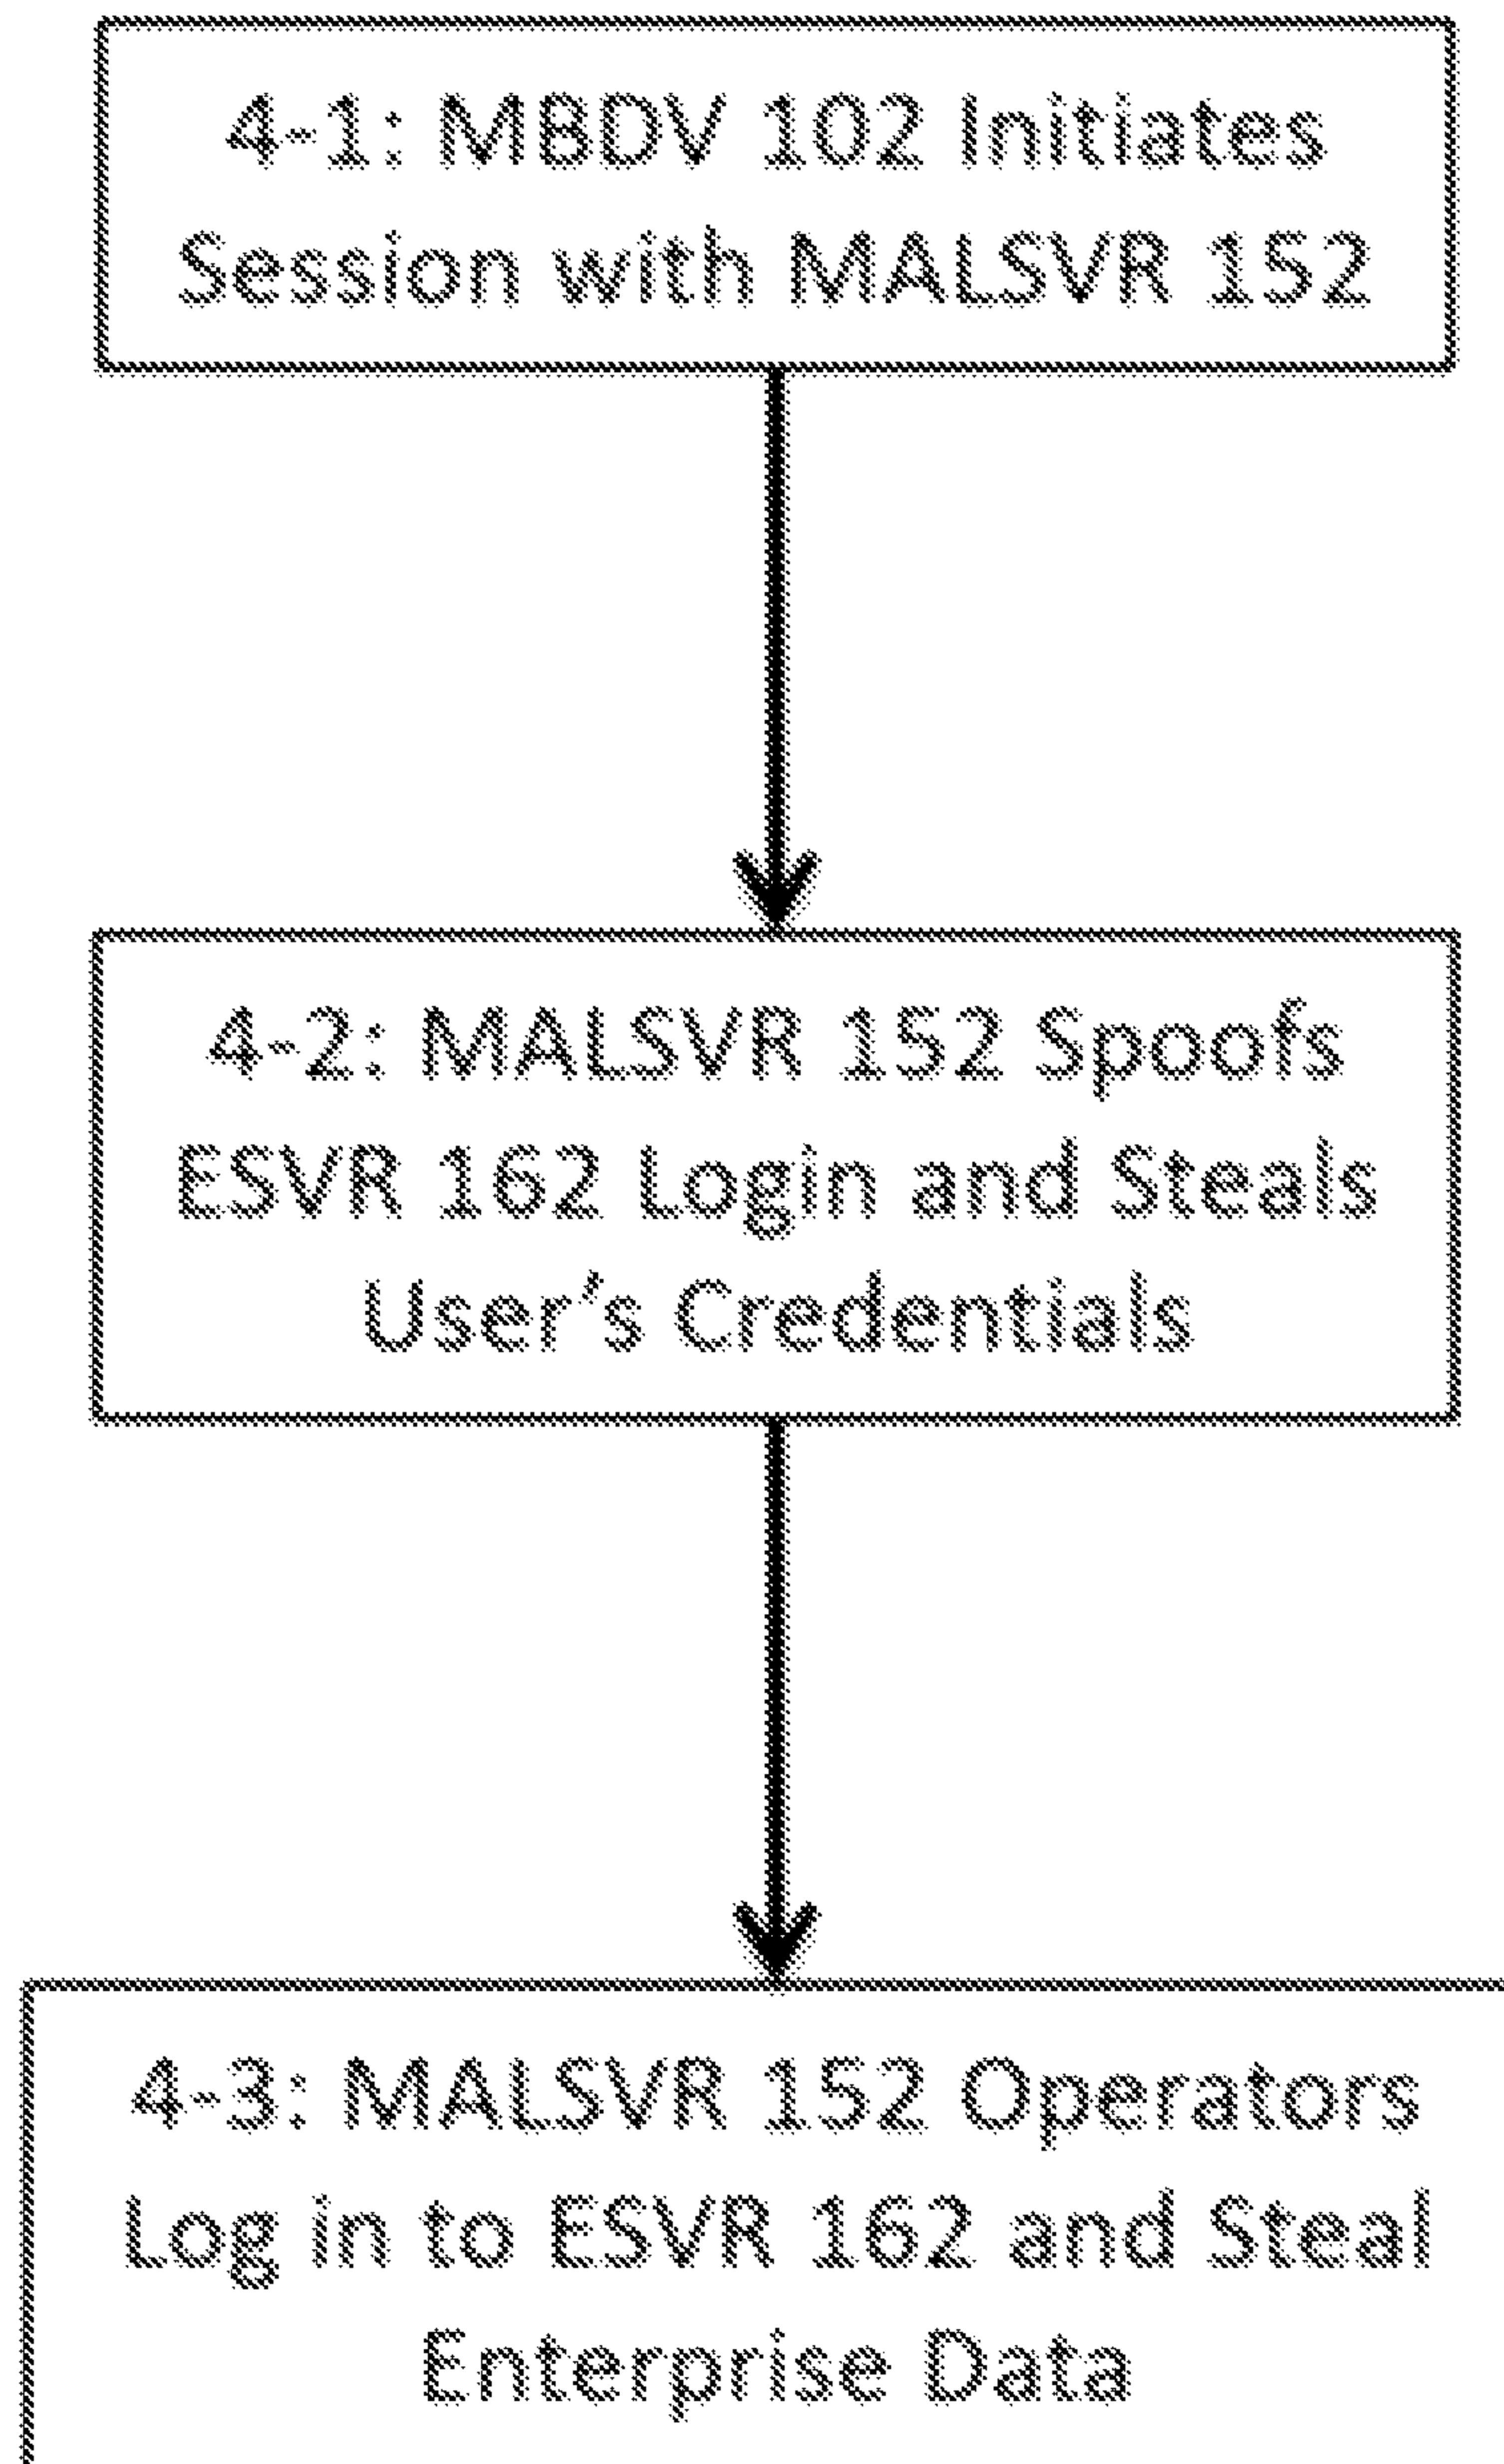 4-1: MBDV 102 Initiates
Session with MALSVR 152
4-2: MALSVR 152 Spoofs
ESVR 162 Login and Steals
User's Credentials
4-3: MALSVR 152 Operators
Log in to ESVR 162 and Steal
Enterprise Data